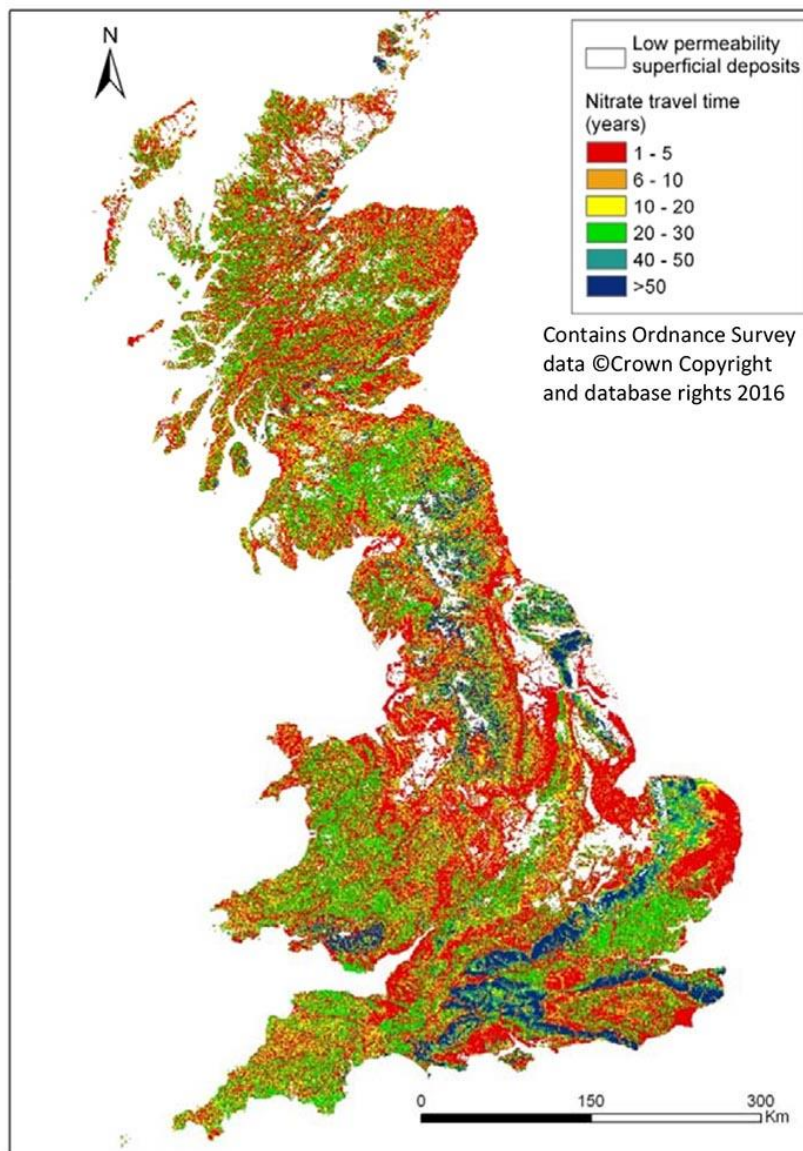 N
Low permeability
superficial deposits
Nitrate travel time
(years)
1 - 5
6 - 10
10 - 20
20 - 30
40 - 50
>50
Contains Ordnance Survey
data ©Crown Copyright
and database rights 2016
0 150 300
Km